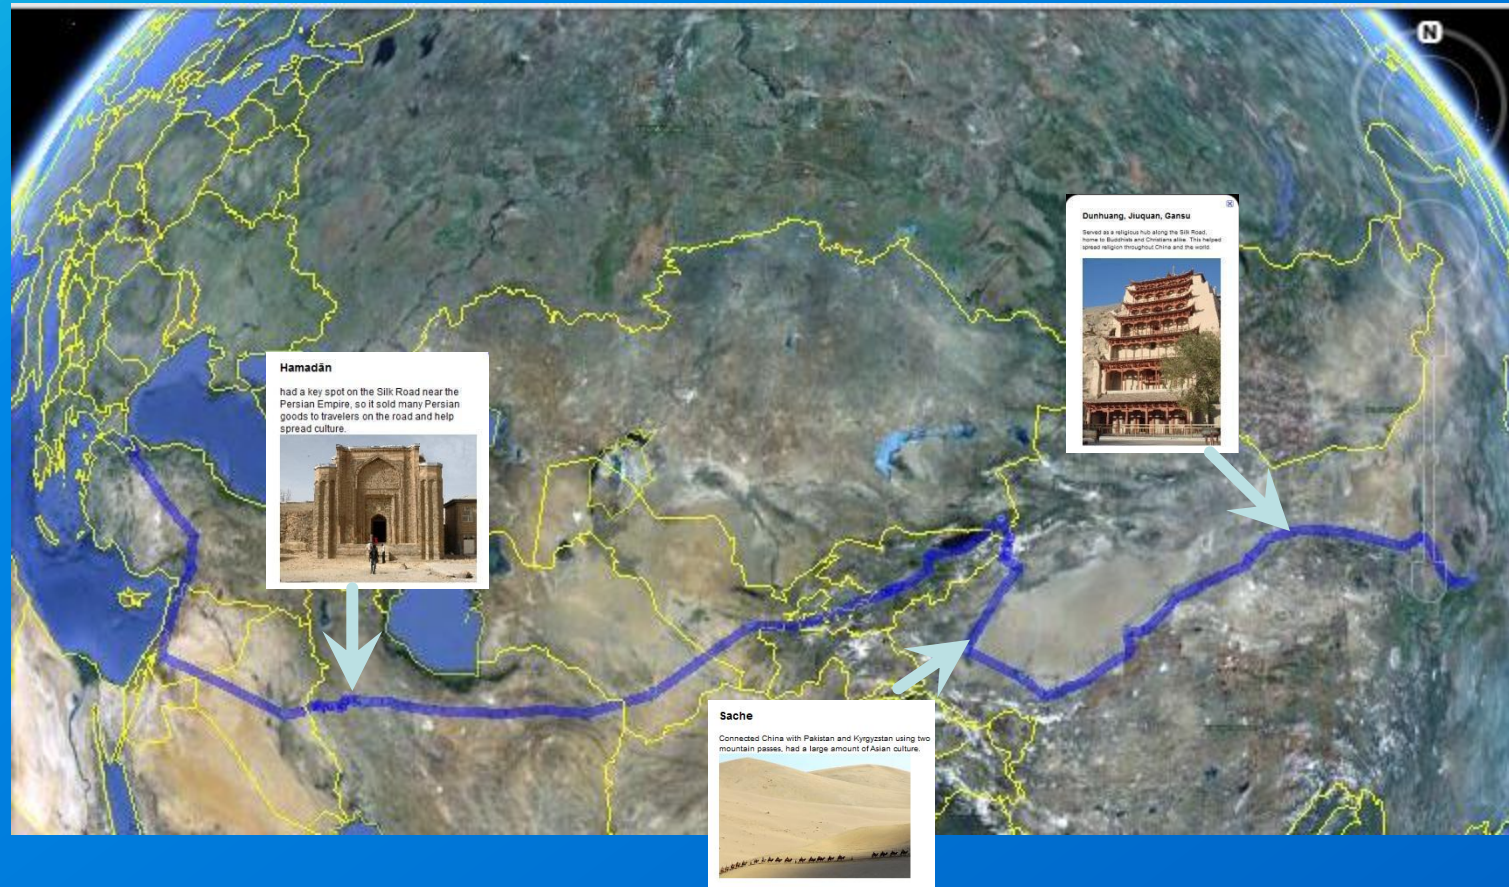 N
Dunhuang, Jiuquan, Gansu
Served as a religious hub along the Silk Road,
home to Buddhists and Christians alike. This helped
spread religion throughout China and the world
Hamadān
had a key spot on the Silk Road near the
Persian Empire, so it sold many Persian
goods to travelers on the road and help
spread culture.
Sache
Connected China with Pakistan and Kyrgyzstan using two
mountain passes, had a large amount of Asian culture.